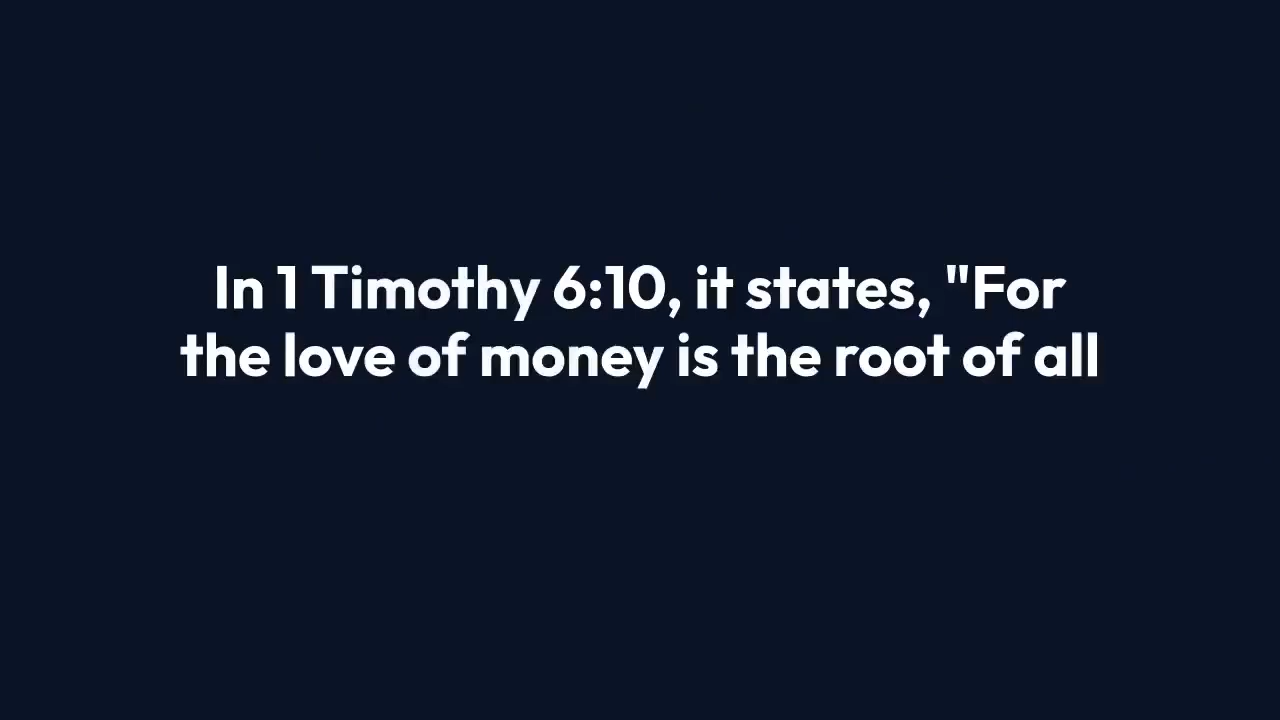 In 1 Timothy 6:10, it states, "For
the love of money is the root of all